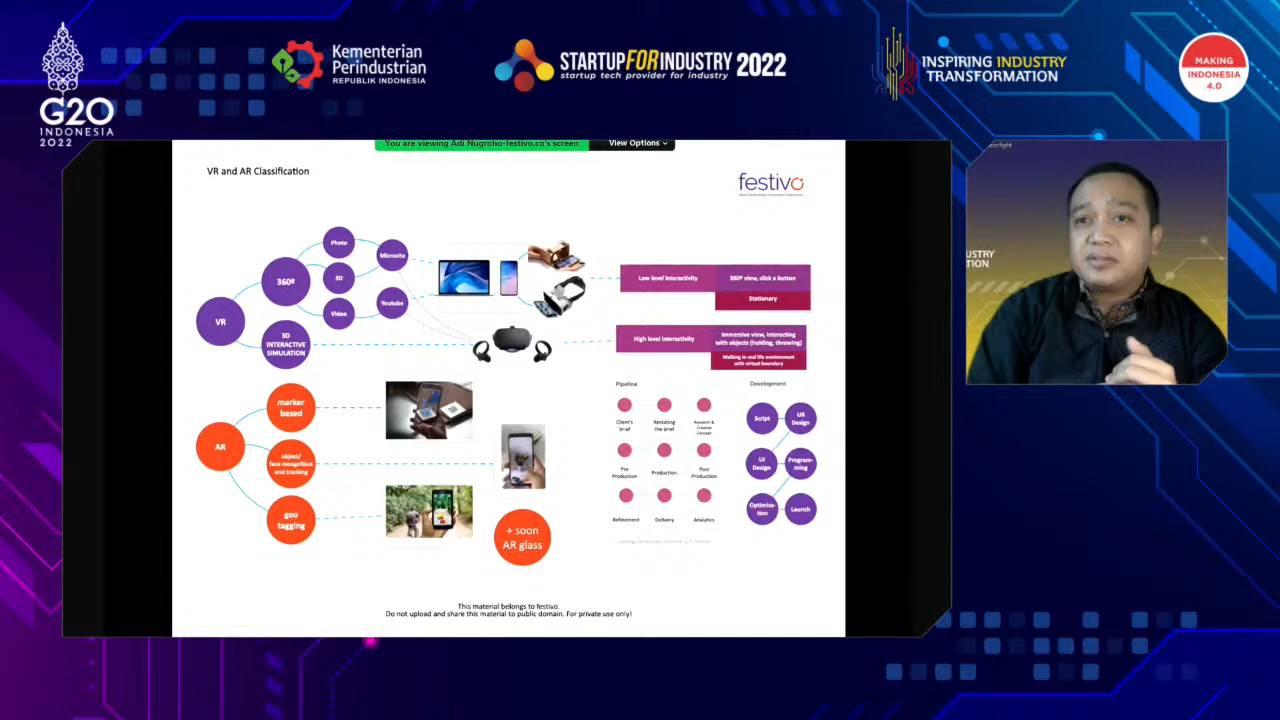 G20
INDONESIA
2022
Kementerian
Perindustrian
REPUBLIK INDONESIA
STARTUP FOR INDUSTRY 2022
startup tech provider for industry
INSPIRING INDUSTRY
TRANSFORMATION
MAKING
INDONESIA
4.0
You are viewing Adi Nugroho-festivo.co's screen
View Options
VR and AR Classification
festivo
VR
360º
3D
INTERACTIVE
SIMULATION
Photo
3D
Video
Microsite
Youtube
Low level Interactivity
360º view, click a button
Stationary
High level Interactivity
Immersive view, interacting
with objects (holding, throwing)
Walking in real life environment
with virtual boundary
AR
marker
based
object/
face recognition
and tracking
geo
tagging
+ soon
AR glass
Pipeline
Client's
brief
Restating
the brief
Research &
Creative
Concept
Pre
Production
Production
Post
Production
Refinement
Delivery
Analytics
Development
Script
UX
Design
UI
Design
Program-
ming
Optimiza-
tion
Launch
This material belongs to festivo.
Do not upload and share this material to public domain. For private use only!
USTRY
TION